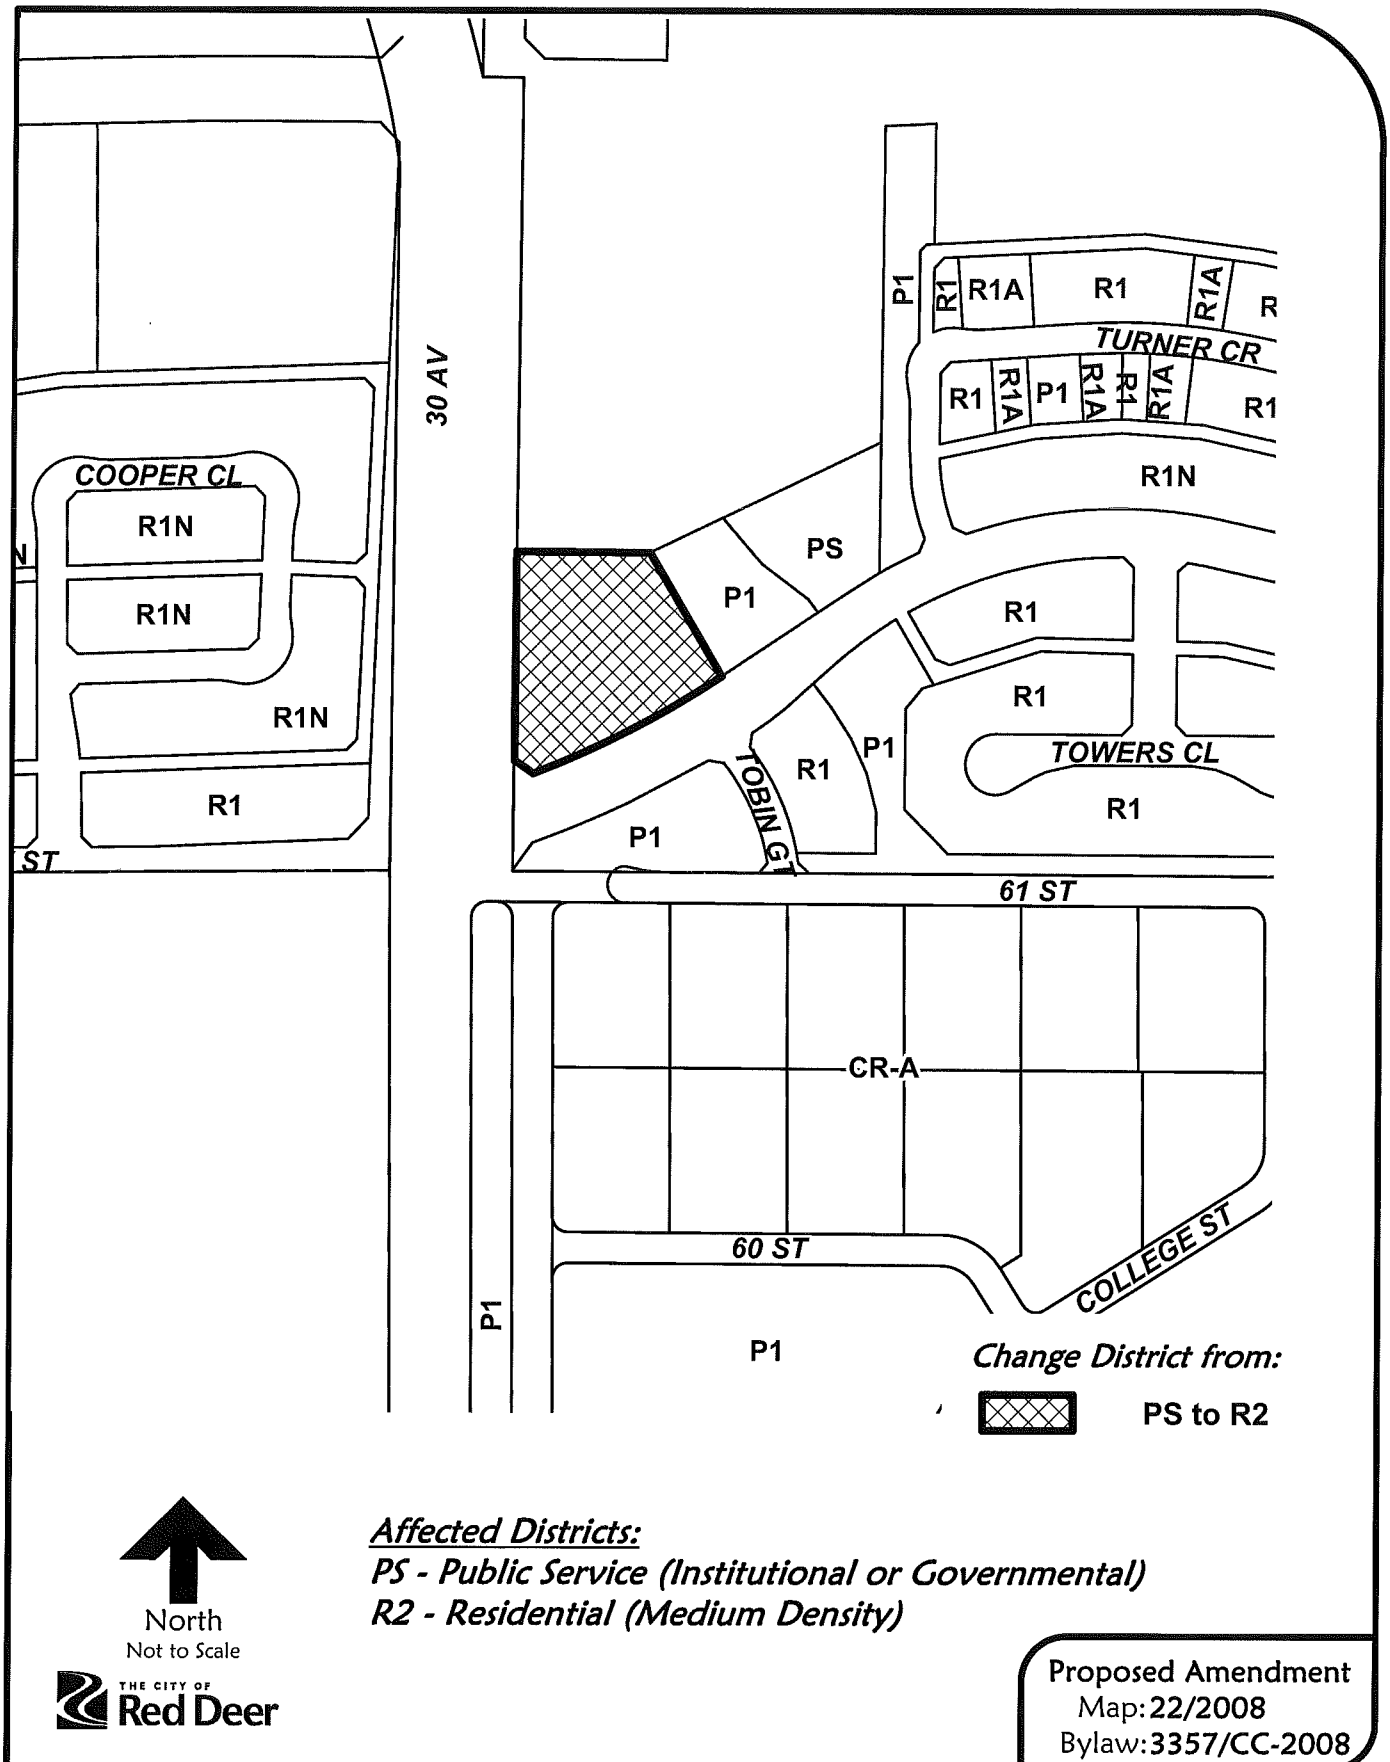 30 AV
P1
R1
R1A
R1
R1A
R
TURNER CR
R1
R1A
P1
R1A
R1
R1A
R1
R1N
COOPER CL
R1N
N
R1N
R1N
R1
ST
PS
P1
R1
R1
P1
R1
TOWERS CL
R1
TOBIN GT
P1
61 ST
CR-A
60 ST
COLLEGE ST
P1
P1
Change District from:
PS to R2
North
Not to Scale
THE CITY OF
Red Deer
Affected Districts:
PS - Public Service (Institutional or Governmental)
R2 - Residential (Medium Density)
Proposed Amendment
Map: 22/2008
Bylaw: 3357/CC-2008